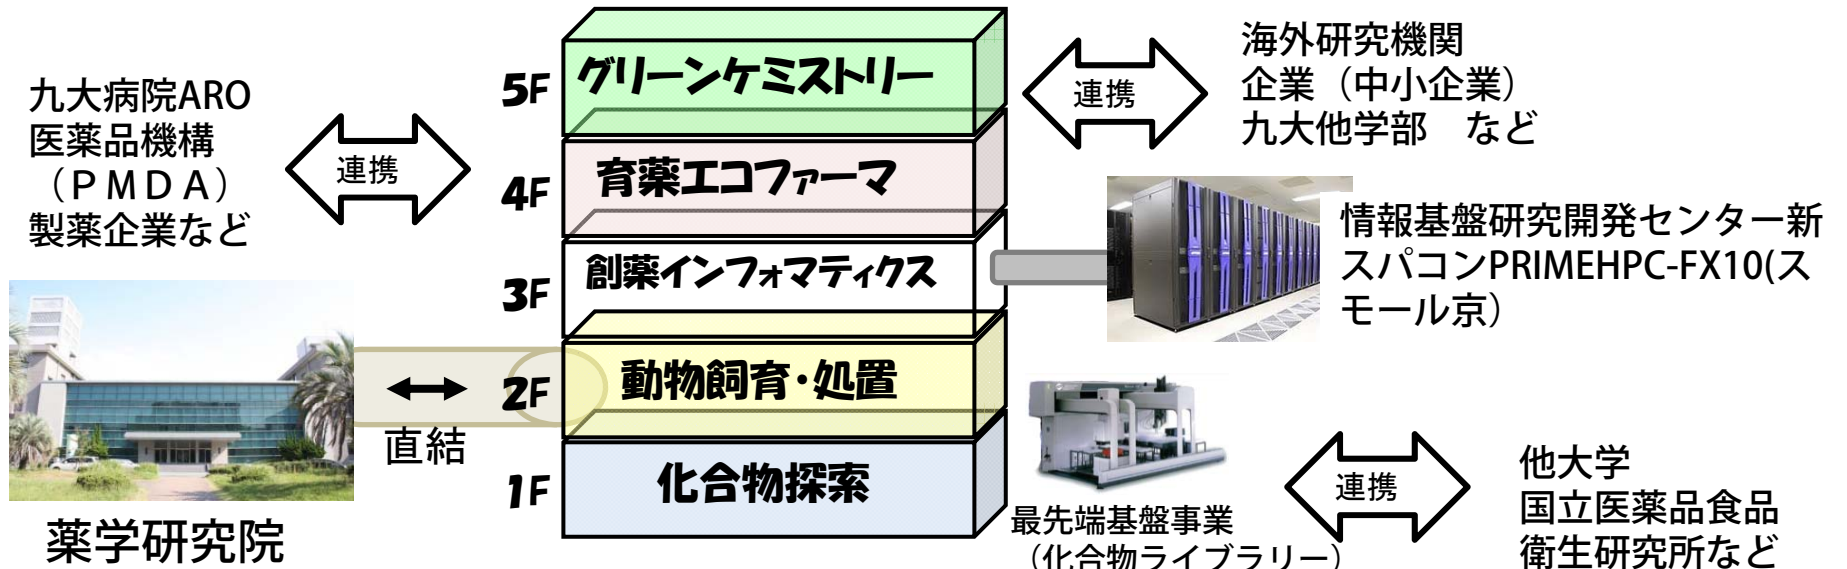 九大病院ARO
医薬品機構
（ＰＭＤＡ）
製薬企業など
連携
5F グリーンケミストリー
4F 育薬エコファーマ
3F 創薬インフォマティクス
2F 動物飼育・処置
1F 化合物探索
連携
海外研究機関
企業（中小企業）
九大他学部　など
情報基盤研究開発センター新
スパコンPRIMEHPC-FX10(ス
モール京）
直結
薬学研究院
最先端基盤事業
（化合物ライブラリー）
連携
他大学
国立医薬品食品
衛生研究所など